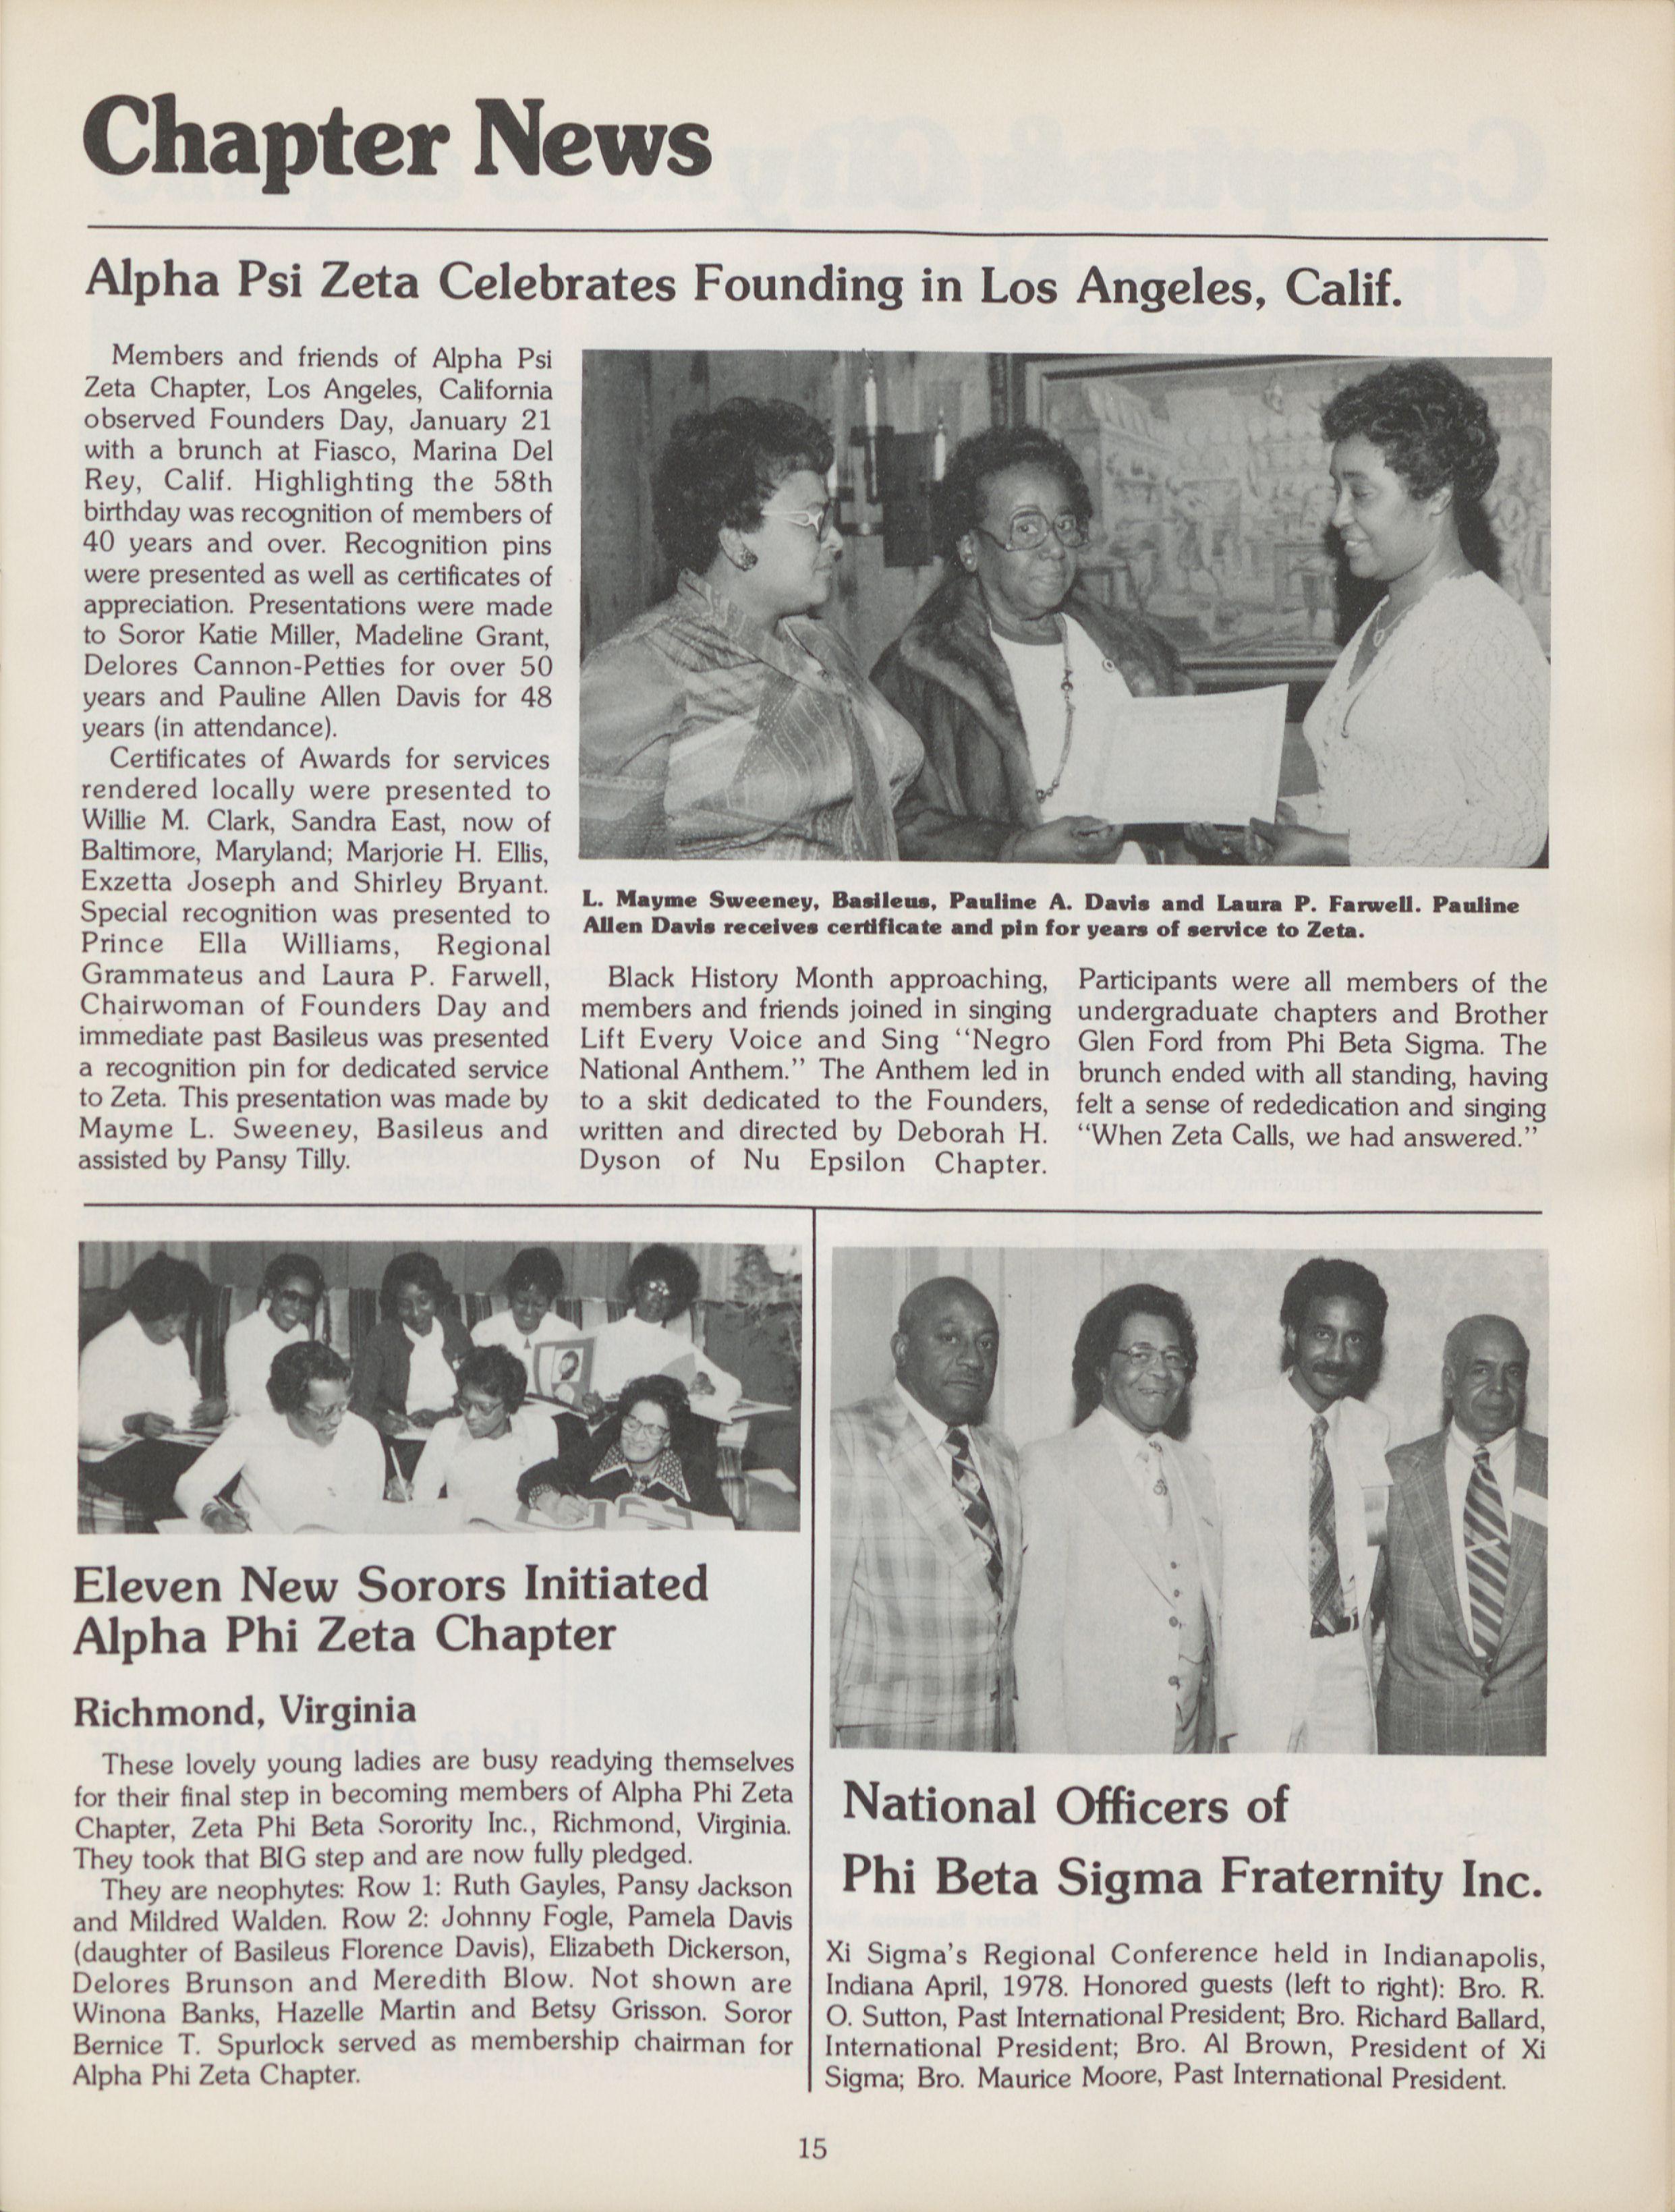 Chapter News
Alpha Psi Zeta Celebrates Founding in Los Angeles, Calif.
Members and friends of Alpha Psi
Zeta Chapter, Los Angeles, California
observed Founders Day, January 21
with a brunch at Fiasco, Marina Del
Rey, Calif. Highlighting the 58th
birthday was recognition of members of
40 years and over. Recognition pins
were presented as well as certificates of
appreciation. Presentations were made
to Soror Katie Miller, Madeline Grant,
Delores Cannon-Petties for over 50
years and Pauline Allen Davis for 48
years (in attendance).
Certificates of Awards for services
rendered locally were presented to
Willie M. Clark, Sandra East, now of
Baltimore, Maryland; Marjorie H. Ellis,
Exzetta Joseph and Shirley Bryant.
Special recognition was presented to
Prince Ella Williams, Regional
Grammateus and Laura P. Farwell,
Chairwoman of Founders Day and
immediate past Basileus was presented
a recognition pin for dedicated service
to Zeta. This presentation was made by
Mayme L. Sweeney, Basileus and
assisted by Pansy Tilly.
L. Mayme Sweeney, Basileus, Pauline A. Davis and Laura P. Farwell. Pauline
Allen Davis receives certificate and pin for years of service to Zeta.
Black History Month approaching,
members and friends joined in singing
Lift Every Voice and Sing "Negro
National Anthem." The Anthem led in
to a skit dedicated to the Founders,
written and directed by Deborah H.
Dyson of Nu Epsilon Chapter.
Participants were all members of the
undergraduate chapters and Brother
Glen Ford from Phi Beta Sigma. The
brunch ended with all standing, having
felt a sense of rededication and singing
"When Zeta Calls, we had answered."
Eleven New Sorors Initiated
Alpha Phi Zeta Chapter
Richmond, Virginia
These lovely young ladies are busy readying themselves
for their final step in becoming members of Alpha Phi Zeta
Chapter, Zeta Phi Beta Sorority Inc., Richmond, Virginia.
They took that BIG step and are now fully pledged.
They are neophytes: Row 1: Ruth Gayles, Pansy Jackson
and Mildred Walden. Row 2: Johnny Fogle, Pamela Davis
(daughter of Basileus Florence Davis), Elizabeth Dickerson,
Delores Brunson and Meredith Blow. Not shown are
Winona Banks, Hazelle Martin and Betsy Grisson. Soror
Bernice T. Spurlock served as membership chairman for
Alpha Phi Zeta Chapter.
National Officers of
Phi Beta Sigma Fraternity Inc.
Xi Sigma's Regional Conference held in Indianapolis,
Indiana April, 1978. Honored guests (left to right): Bro. R.
O. Sutton, Past International President; Bro. Richard Ballard,
International President; Bro. Al Brown, President of Xi
Sigma; Bro. Maurice Moore, Past International President.
15